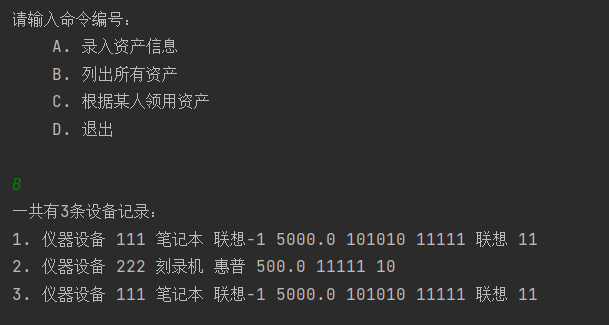 请输入命令编号：
A. 录入资产信息
B. 列出所有资产
C. 根据某人领用资产
D. 退出
B
一共有3条设备记录：
1. 仪器设备 111 笔记本 联想-1 5000.0 101010 11111 联想 11
2. 仪器设备 222 刻录机 惠普 500.0 11111 10
3. 仪器设备 111 笔记本 联想-1 5000.0 101010 11111 联想 11